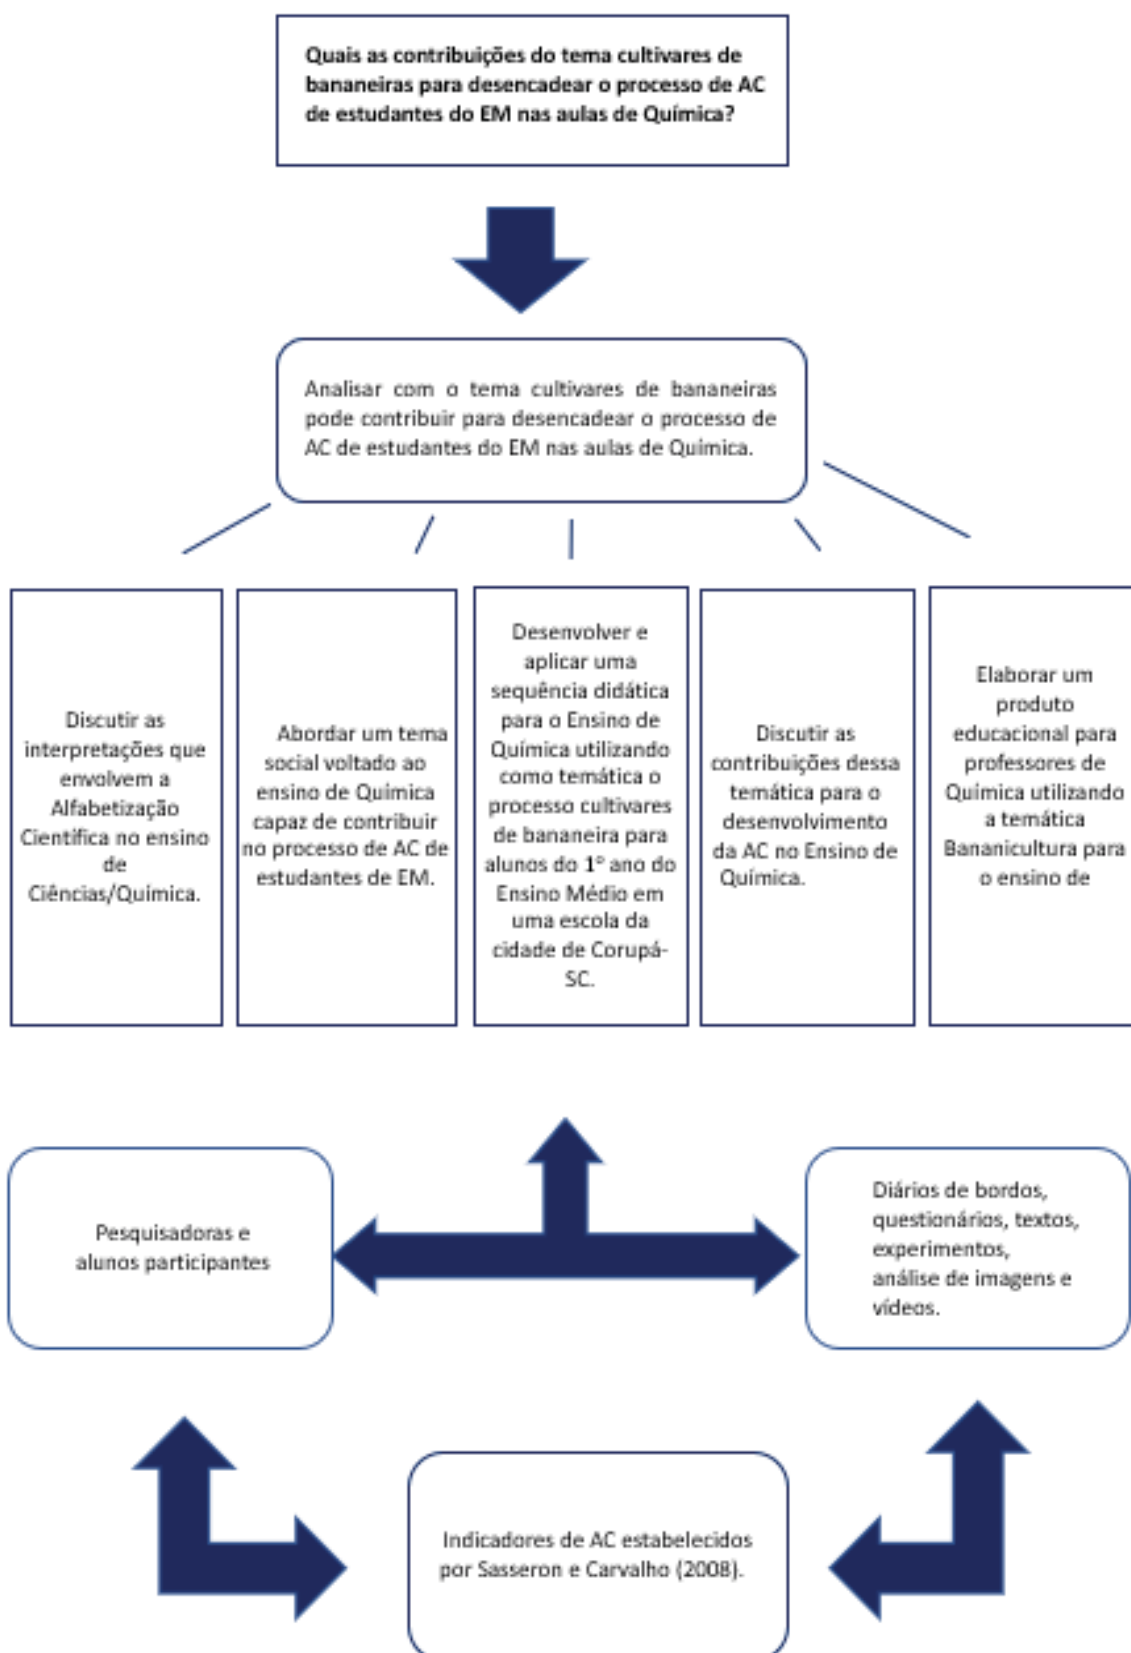 Quais as contribuições do tema cultivares de
bananeiras para desencadear o processo de AC
de estudantes do EM nas aulas de Química?
Analisar com o tema cultivares de bananeiras
pode contribuir para desencadear o processo de
AC de estudantes do EM nas aulas de Química.
Discutir as
interpretações que
envolvem a
Alfabetização
Científica no ensino
de
Ciências/Química.
Abordar um tema
social voltado ao
ensino de Química
capaz de contribuir
no processo de AC de
estudantes de EM.
Desenvolver e
aplicar uma
sequência didática
para o Ensino de
Química utilizando
como temática o
processo cultivares
de bananeira para
alunos do 1° ano do
Ensino Médio em
uma escola da
cidade de Corupá-
SC.
Discutir as
contribuições dessa
temática para o
desenvolvimento
da AC no Ensino de
Química.
Elaborar um
produto
educacional para
professores de
Química utilizando
a temática
Bananicultura para
o ensino de
Pesquisadoras e
alunos participantes
Diários de bordos,
questionários, textos,
experimentos,
análise de imagens e
vídeos.
Indicadores de AC estabelecidos
por Sasseron e Carvalho (2008).